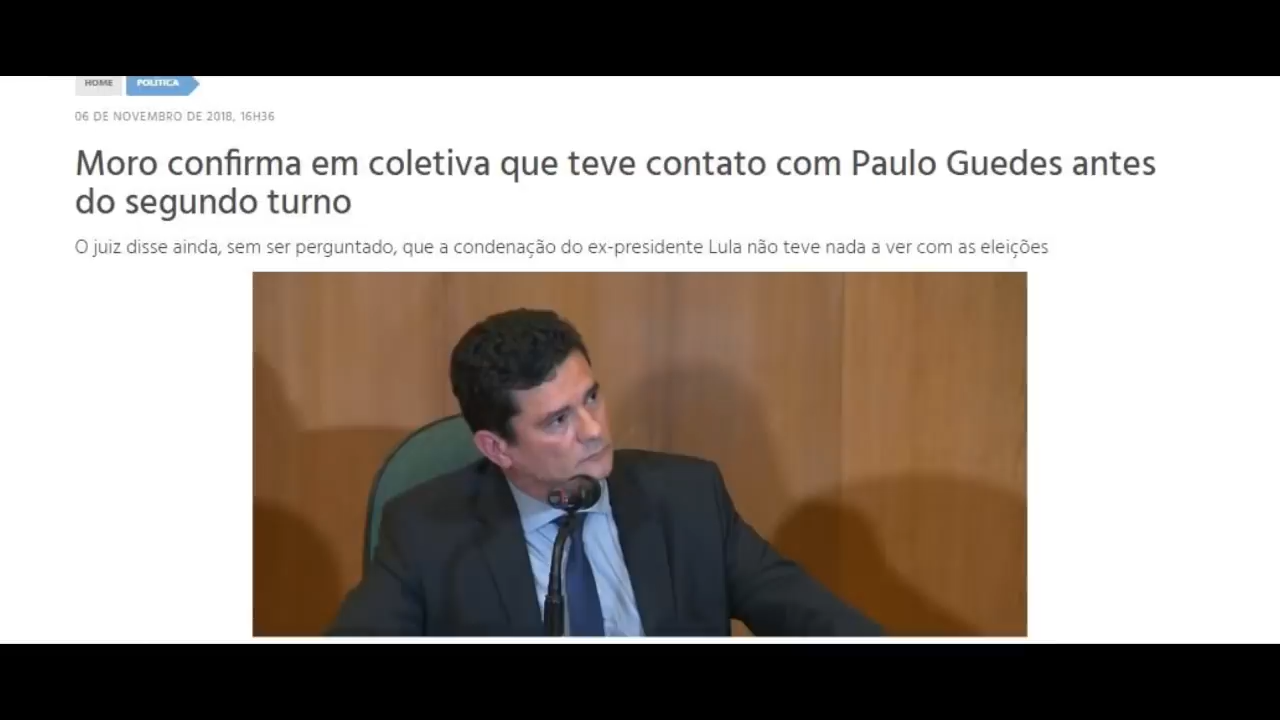 HOME POLÍTICA
06 DE NOVEMBRO DE 2018, 16H36
Moro confirma em coletiva que teve contato com Paulo Guedes antes
do segundo turno
O juiz disse ainda, sem ser perguntado, que a condenação do ex-presidente Lula não teve nada a ver com as eleições